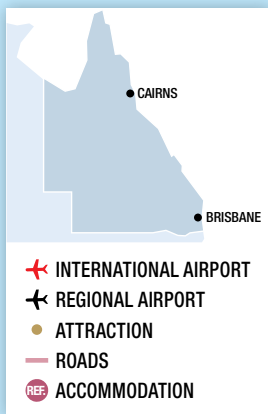 CAIRNS
BRISBANE
INTERNATIONAL AIRPORT
REGIONAL AIRPORT
ATTRACTION
ROADS
REF. ACCOMMODATION